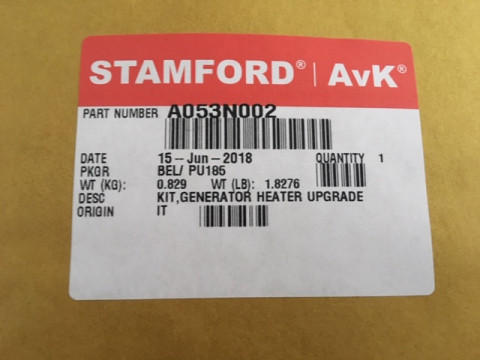 STAMFORD® | AvK®
PART NUMBER A053N002
DATE 15-Jun-2018 QUANTITY 1
PKGR BEL/ PU185
WT (KG): 0.829 WT (LB): 1.8276
DESC KIT,GENERATOR HEATER UPGRADE
ORIGIN IT